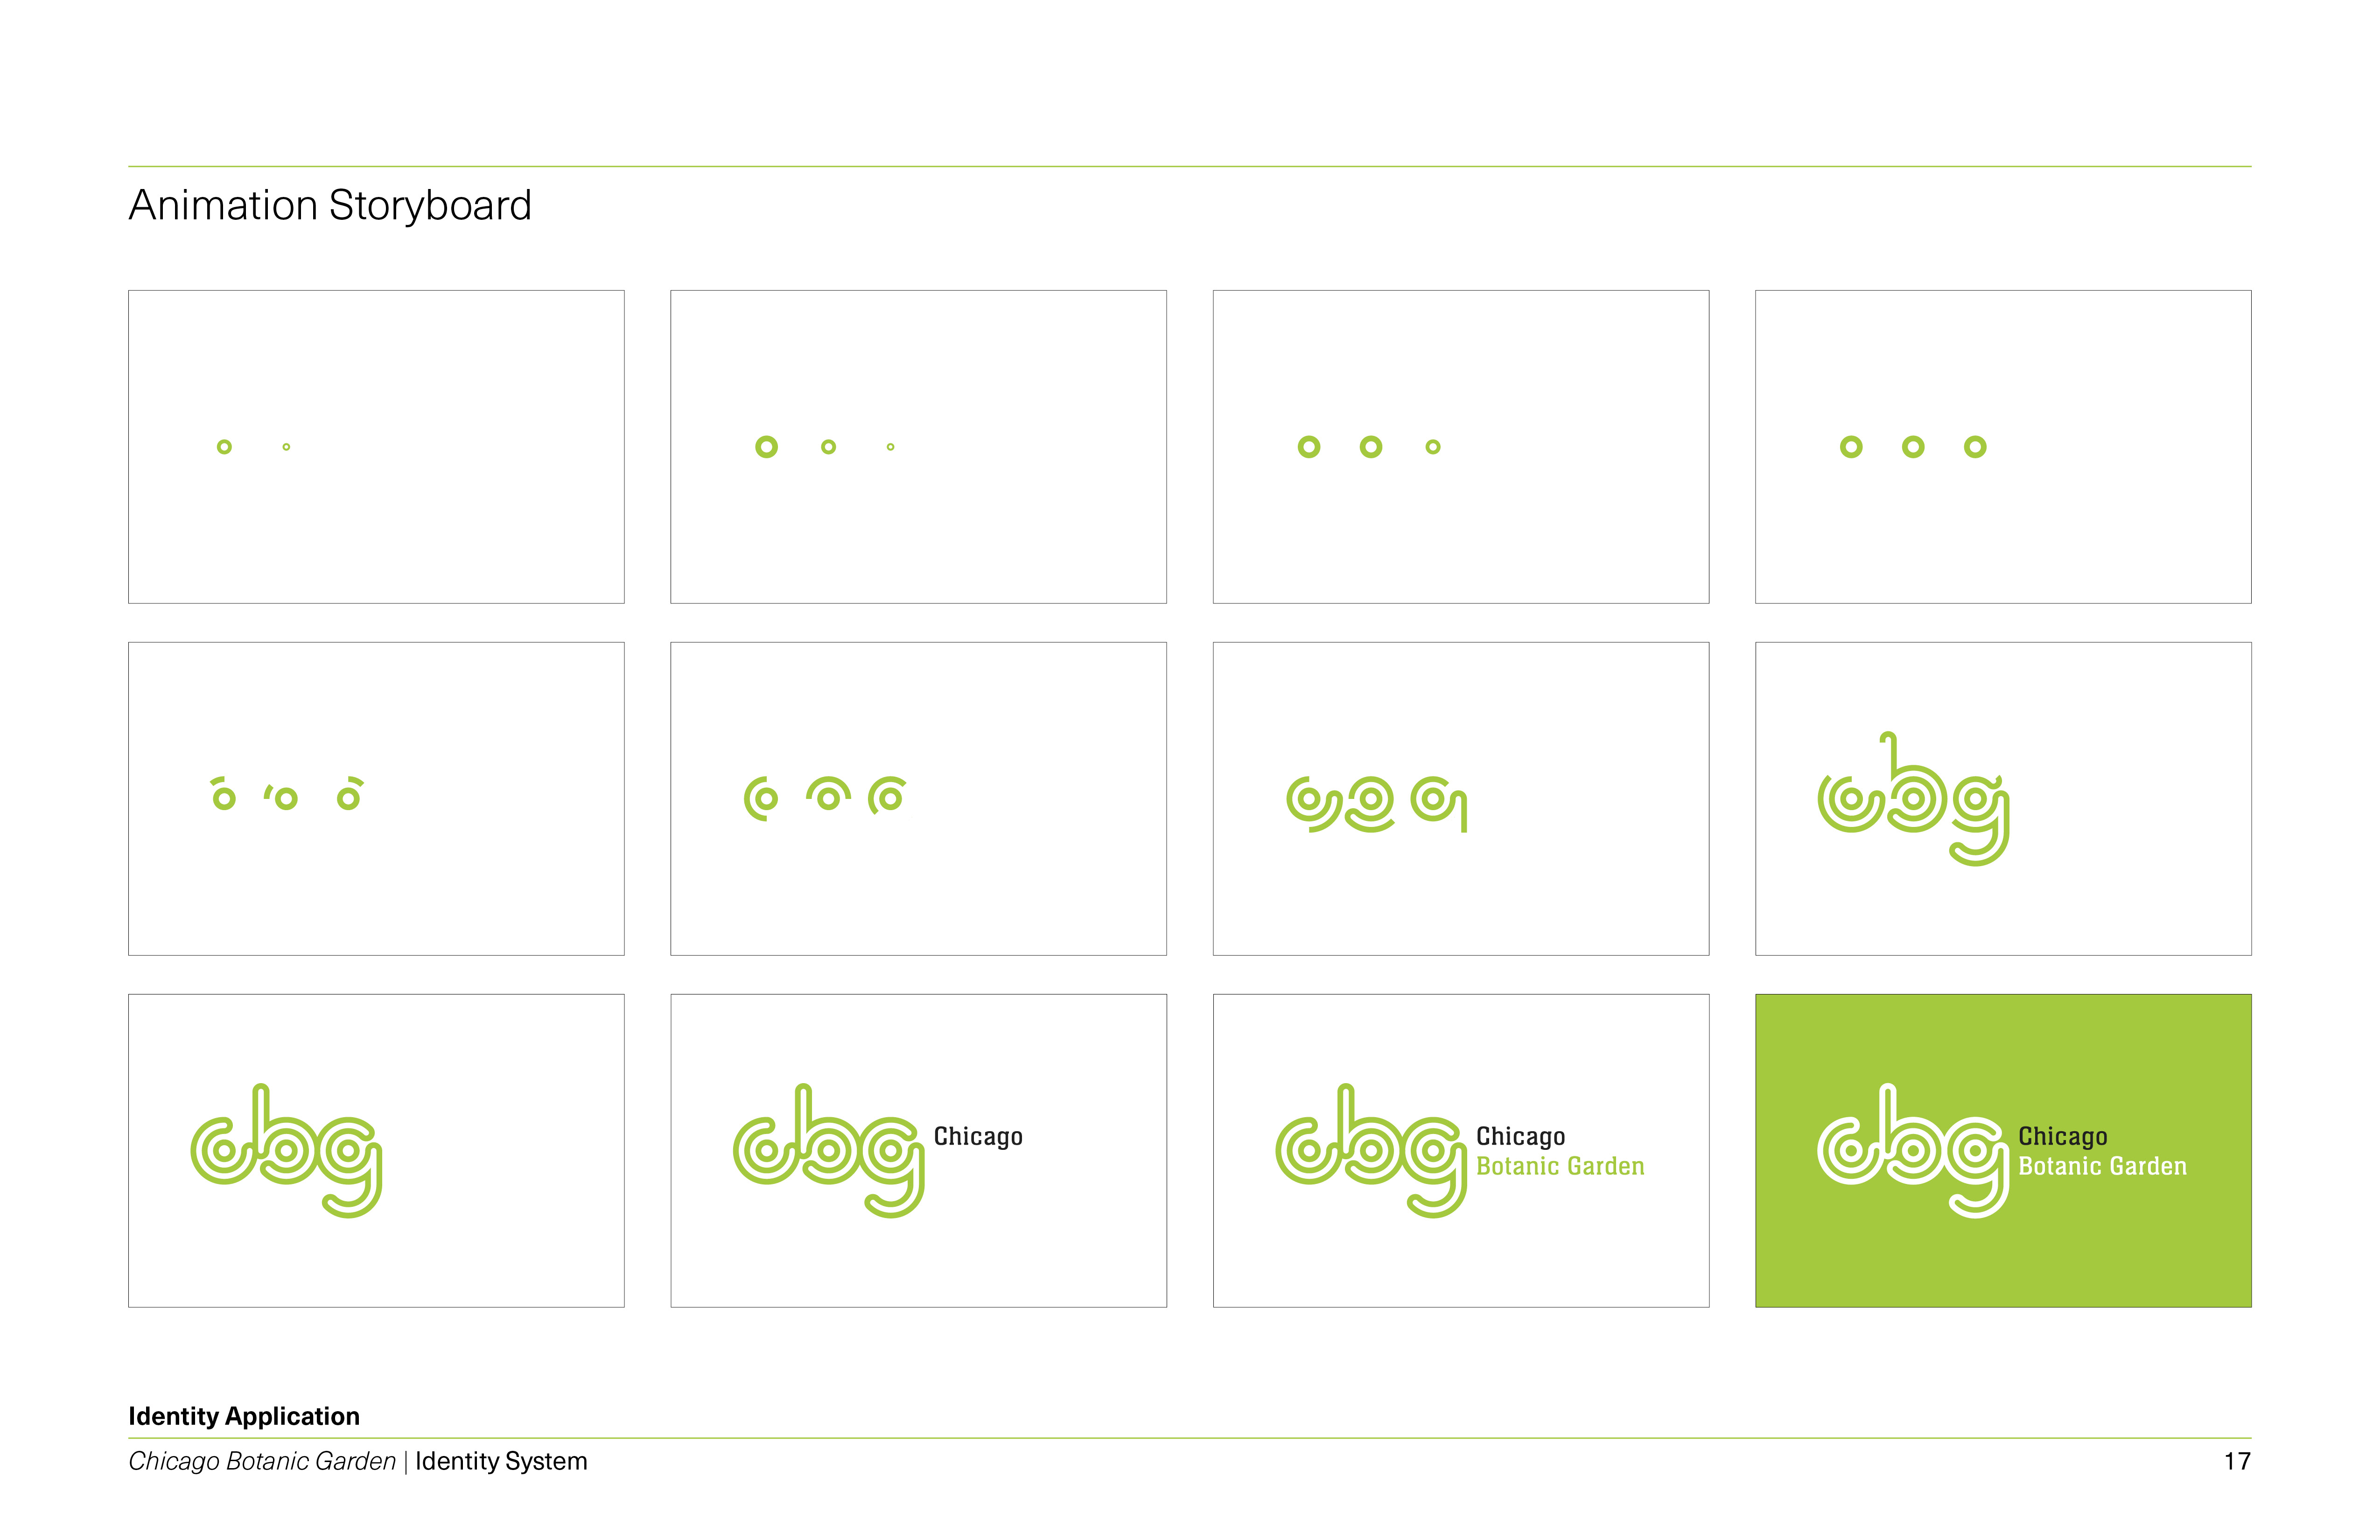 Animation Storyboard
cbg
cbg
Chicago
cbg
Chicago
Botanic Garden
cbg
Chicago
Botanic Garden
Identity Application
Chicago Botanic Garden | Identity System
17